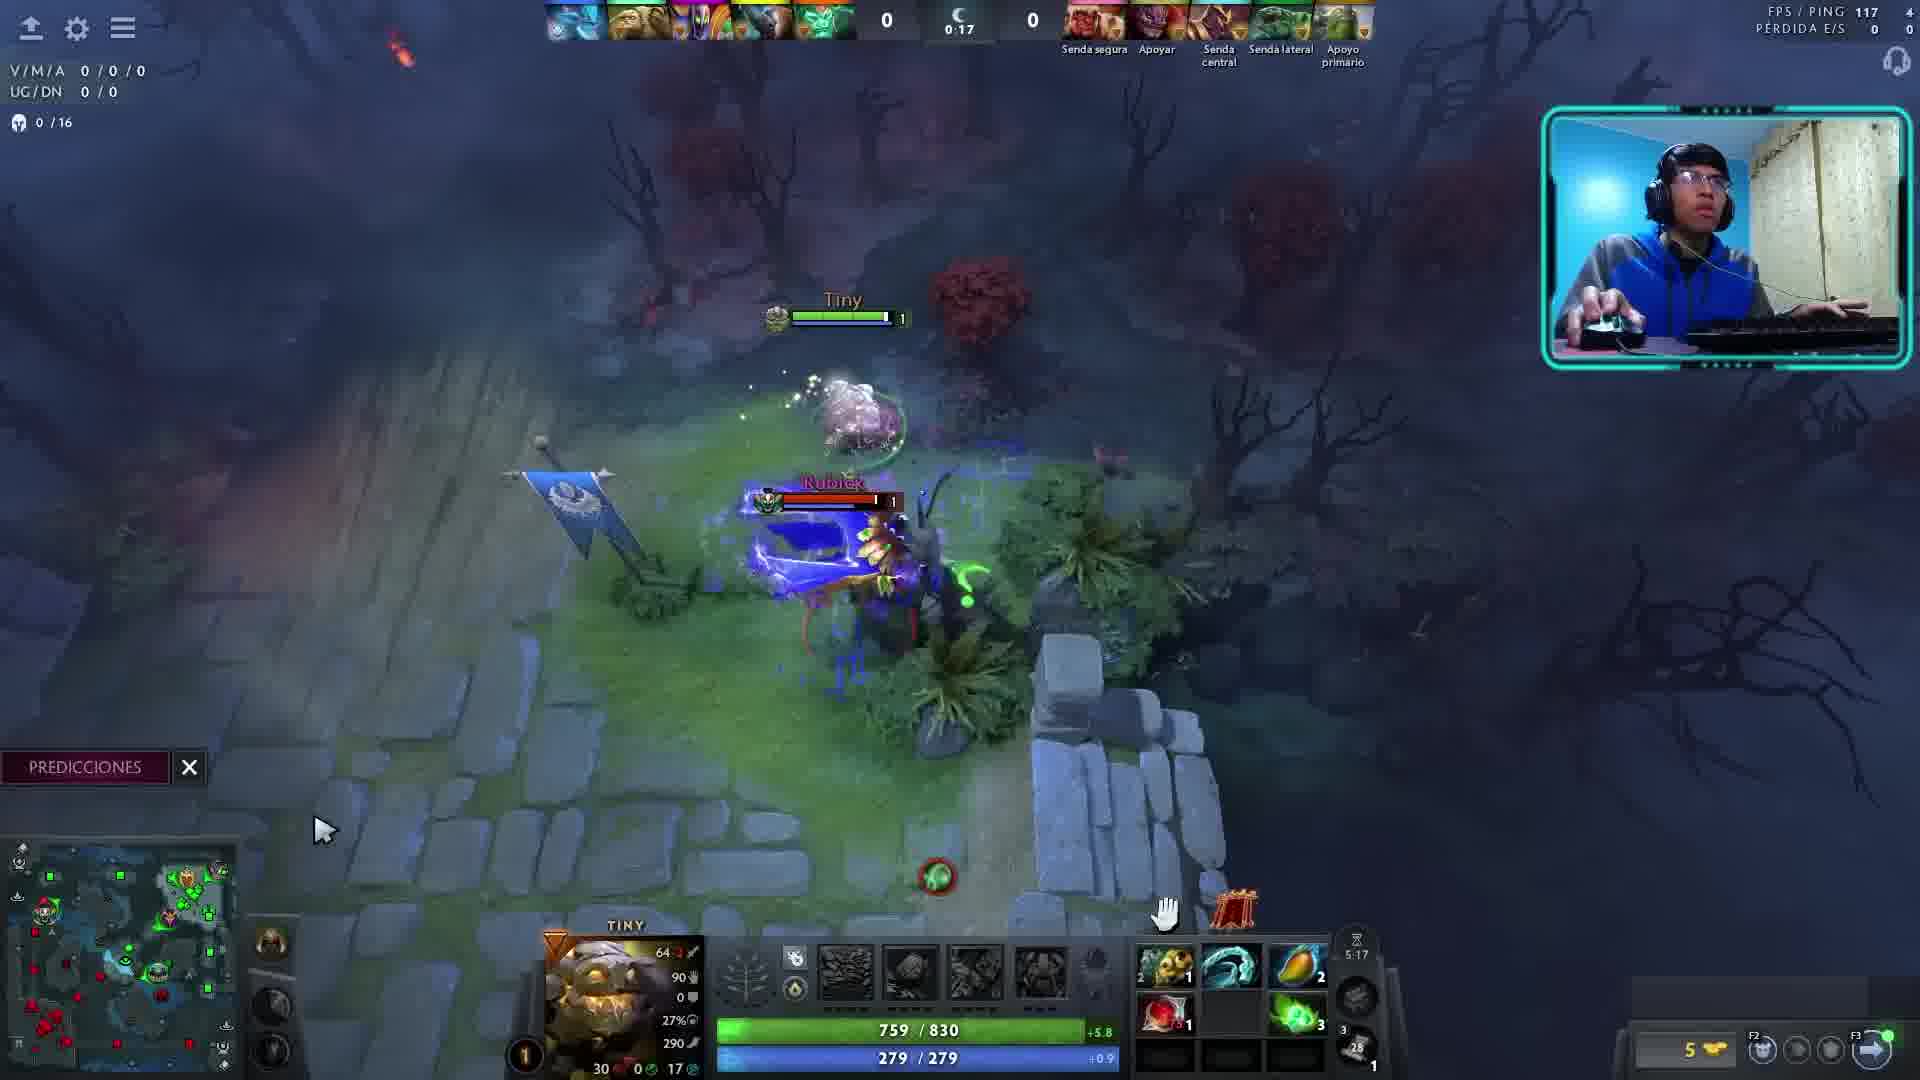 0
0:17
0
FPS / PING 117 4
PÉRDIDA E/S 0 0
Senda segura
Apoyar
Senda central
Senda lateral
Apoyo primario
V/M/A 0 / 0 / 0
UG/DN 0 / 0
0 /16
Tiny
1
Rubick
1
PREDICCIONES
TINY
64
90
0
27%
290
30 0 17
1
759 / 830
+5.8
279 / 279
+0.9
2 1
2
1
3
5:17
3
28
1
5
F2
F3